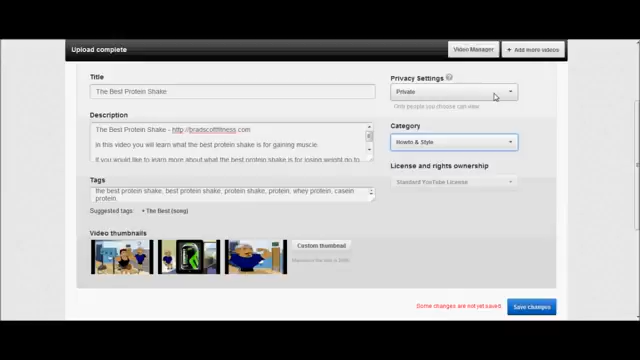 Upload complete
Video Manager
+ Add more videos
Title
The Best Protein Shake
Description
The Best Protein Shake - http://bradscottfitness.com
in this video you will learn what the best protein shake is for gaining muscle.
If you would like to learn more about what the best protein shake is for losing weight go to
Tags
the best protein shake, best protein shake, protein shake, protein, whey protein, casein
protein
Suggested tags: + The Best (song)
Video thumbnails
Custom thumbnail
Privacy Settings
Private
Only people you choose can view
Category
Howto & Style
License and rights ownership
Standard YouTube License
Some changes are not yet saved.
Save changes